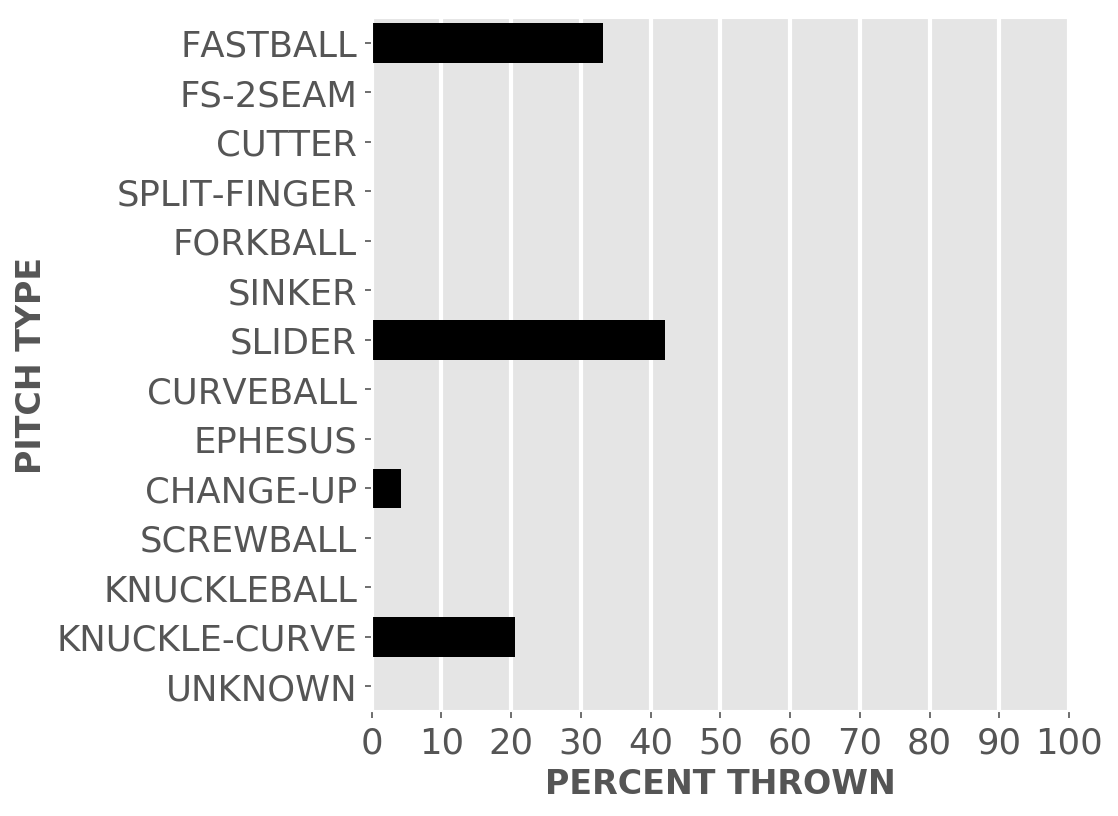 FASTBALL
FS-2SEAM
CUTTER
SPLIT-FINGER
FORKBALL
SINKER
SLIDER
CURVEBALL
EPHESUS
CHANGE-UP
SCREWBALL
KNUCKLEBALL
KNUCKLE-CURVE
UNKNOWN
PITCH TYPE
0 10 20 30 40 50 60 70 80 90 100
PERCENT THROWN